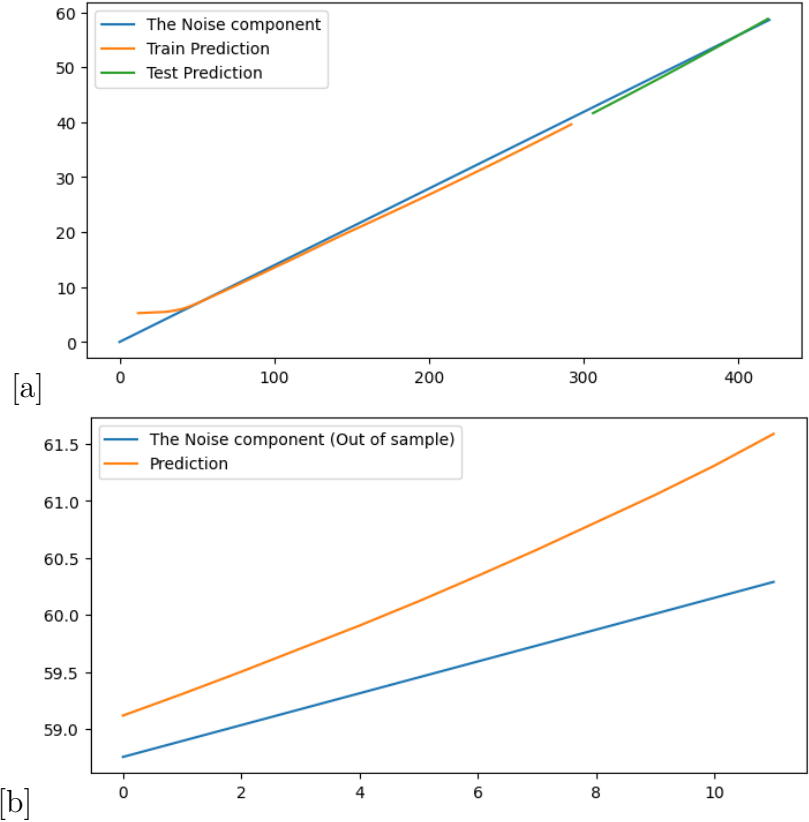 60
The Noise component
Train Prediction
50
Test Prediction
40
30
20
10
0
0 100 200 300 400
[a]
The Noise component (Out of sample)
61.5
Prediction
61.0
60.5
60.0
59.5
59.0
0 2 4 6 8 10
[b]